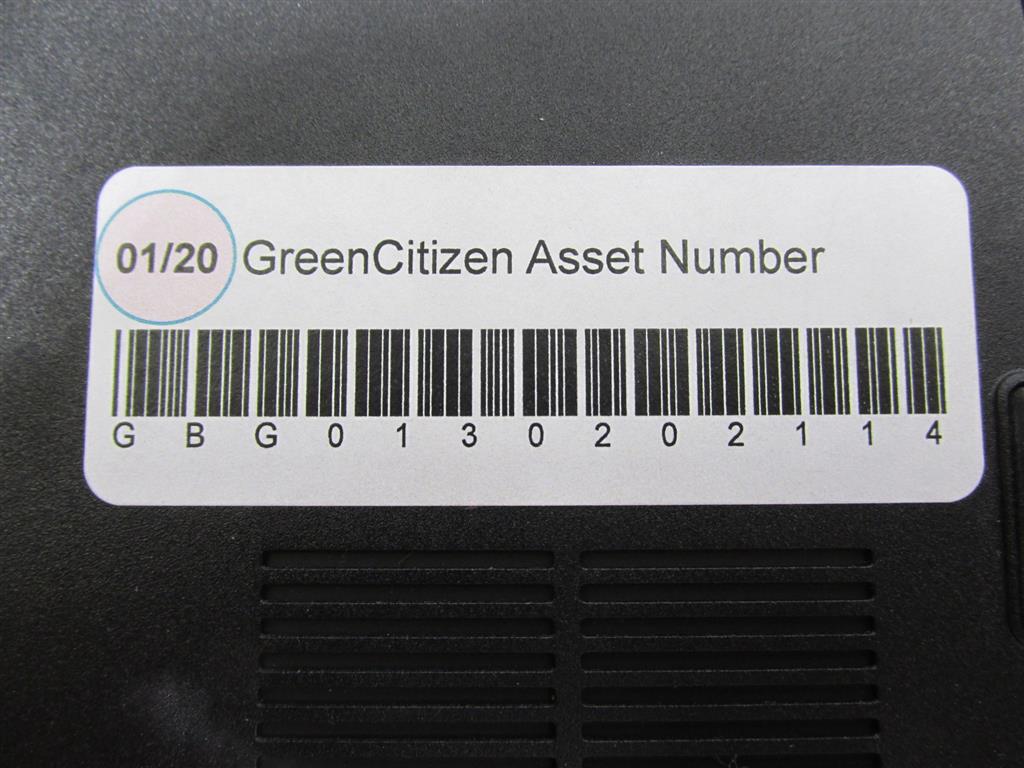 01/20 GreenCitizen Asset Number
G B G 0 1 3 0 2 0 2 1 1 4